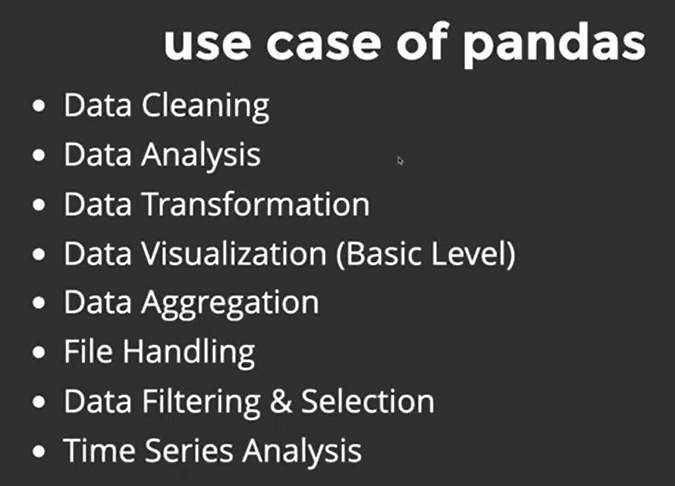 use case of pandas
• Data Cleaning
• Data Analysis
• Data Transformation
• Data Visualization (Basic Level)
• Data Aggregation
• File Handling
• Data Filtering & Selection
• Time Series Analysis